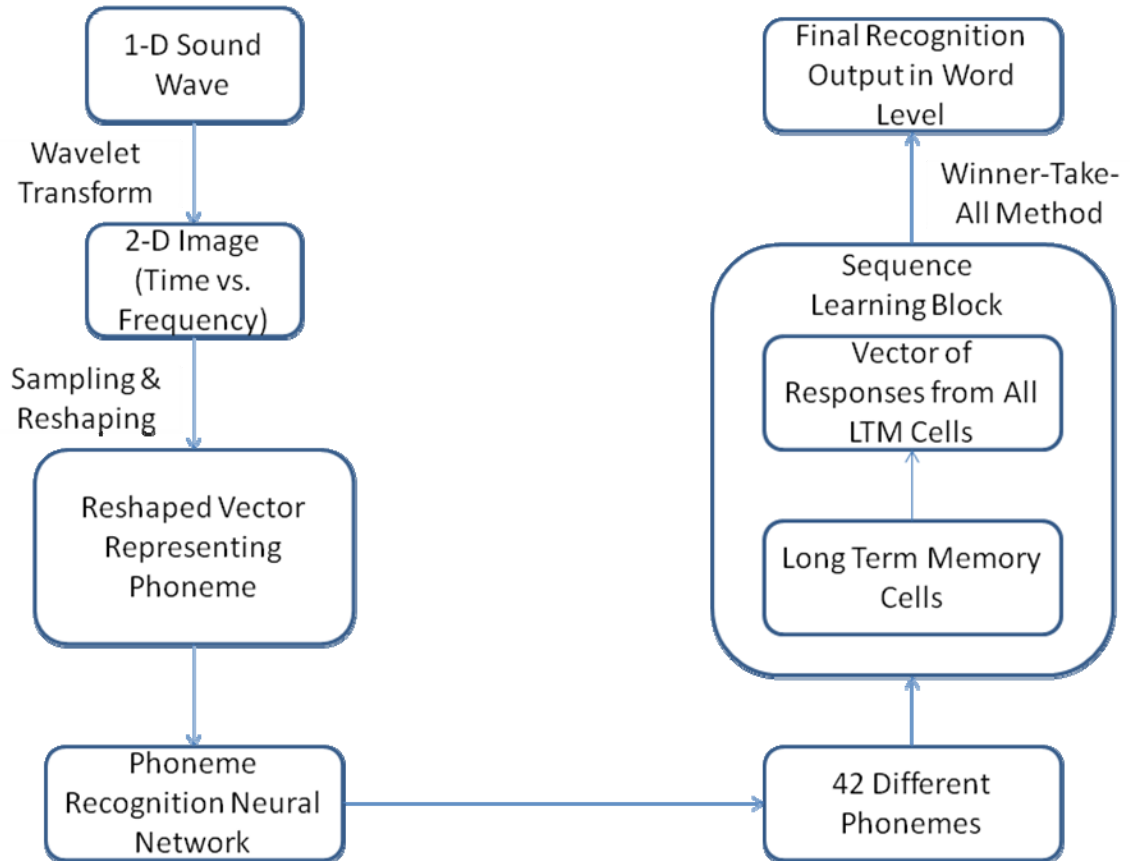 1-D Sound
Wave
Wavelet
Transform
2-D Image
(Time vs.
Frequency)
Sampling &
Reshaping
Reshaped Vector
Representing
Phoneme
Phoneme
Recognition Neural
Network
42 Different
Phonemes
Sequence
Learning Block
Long Term Memory
Cells
Vector of
Responses from All
LTM Cells
Winner-Take-
All Method
Final Recognition
Output in Word
Level